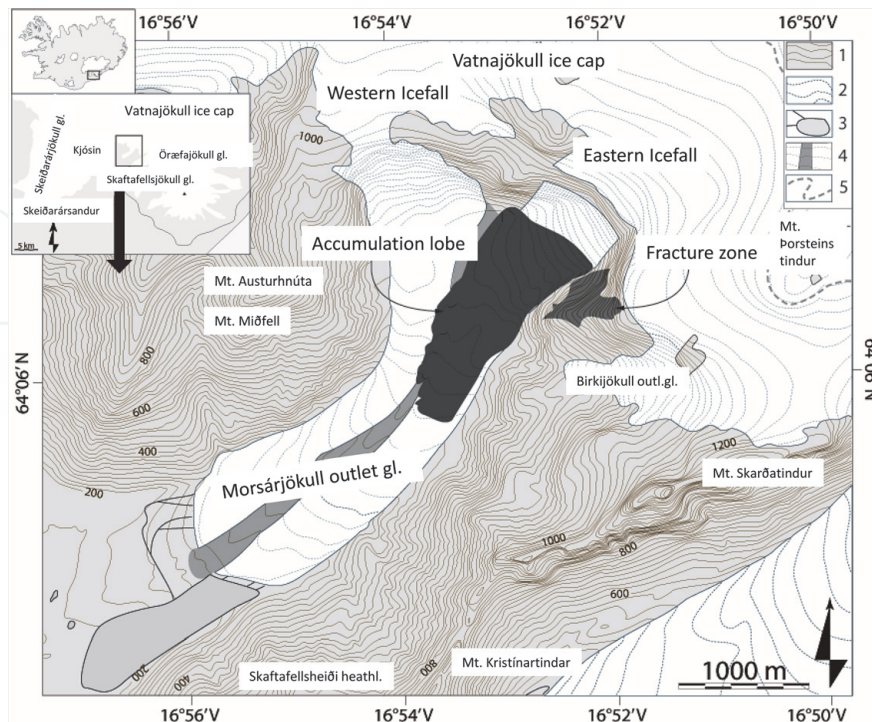 16°56'V
16°54'V
16°52'V
16°50'V
Vatnajökull ice cap
1
Western Icefall
2
1000
3
Vatnajökull ice cap
Eastern Icefall
4
Kjósin
Öræfajökull gl.
5
Skeiðarárjökull gl.
Skaftafellsjökull gl.
Skeiðarársandur
5 km
Mt.
Þorsteins
tindur
Accumulation lobe
Fracture zone
Mt. Austurhnúta
Mt. Miðfell
800
64°06'N
64°06'N
600
Birkijökull outl.gl.
400
1200
200
Morsárjökull outlet gl.
Mt. Skarðatindur
1000
800
600
200
400
Skaftafellsheiði heathl.
800
Mt. Kristínartindar
1000 m
16°56'V
16°54'V
16°52'V
16°50'V